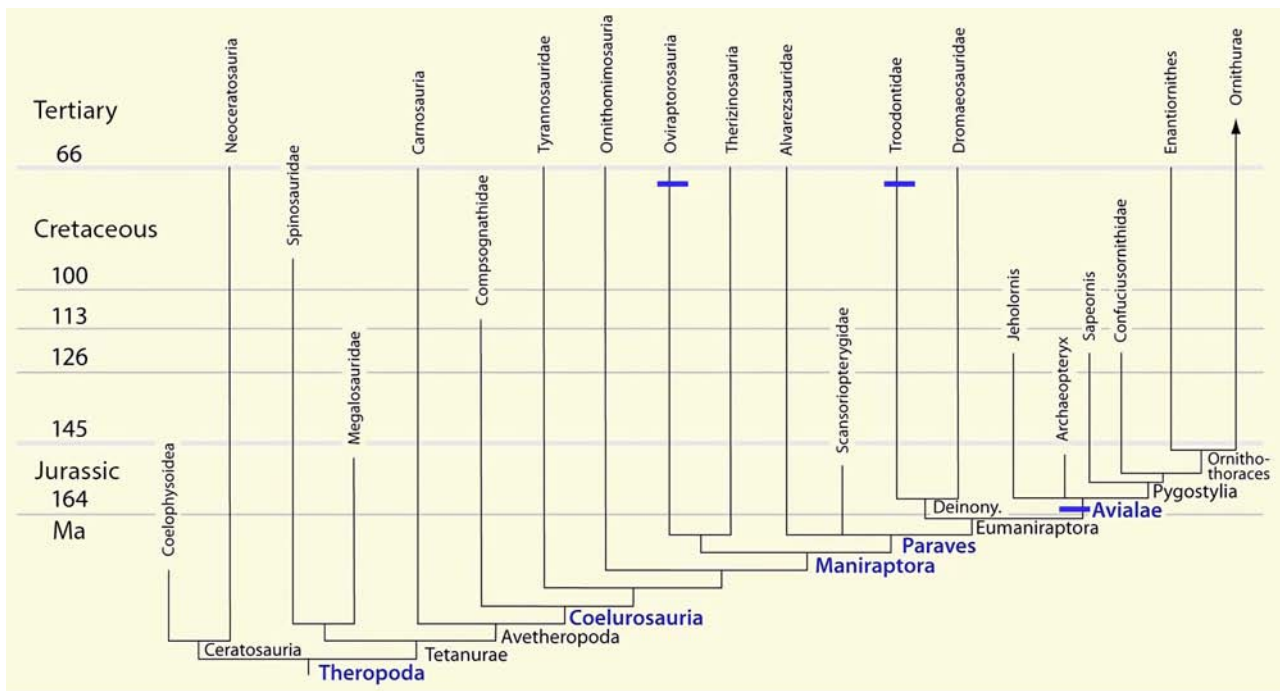 Tertiary
66
Cretaceous
100
113
126
145
Jurassic
164
Ma
Coelophysoidea
Neoceratosauria
Spinosauridae
Megalosauridae
Carnosauria
Compsognathidae
Tyrannosauridae
Ornithomimosauria
Oviraptorosauria
Therizinosauria
Alvarezsauridae
Scansoriopterygidae
Troodontidae
Dromaeosauridae
Jeholornis
Archaeopteryx
Sapeornis
Confuciusornithidae
Enantiornithes
Ornithurae
Ornitho-
thoraces
Pygostylia
Avialae
Deinony.
Eumaniraptora
Paraves
Maniraptora
Coelurosauria
Avetheropoda
Tetanurae
Ceratosauria
Theropoda